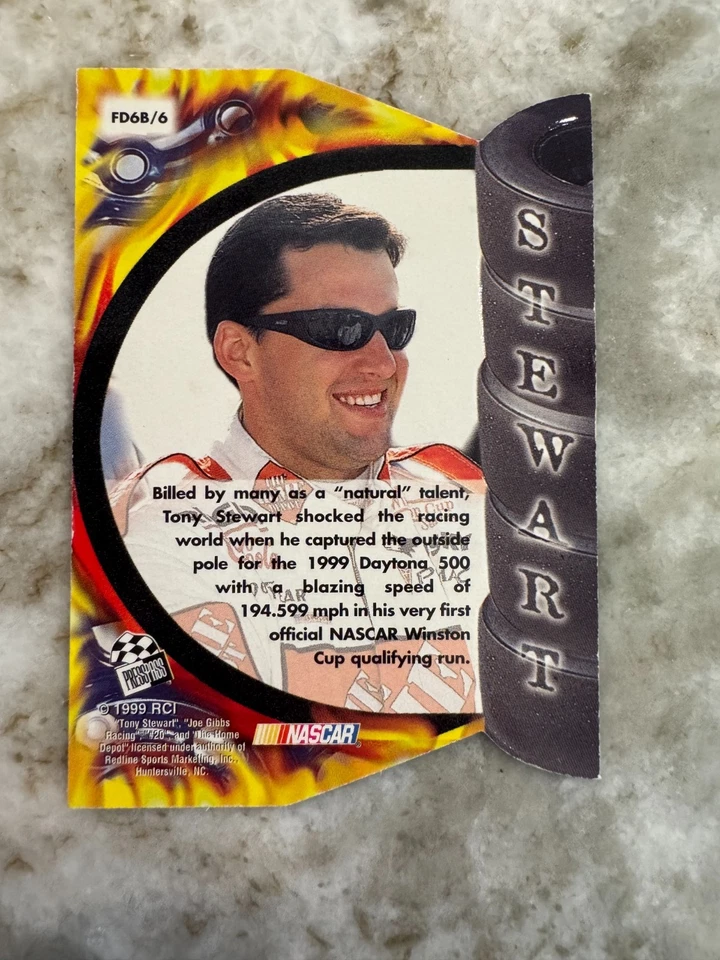 FD6B/6
STEWART
Billed by many as a "natural" talent,
Tony Stewart shocked the racing
world when he captured the outside
pole for the 1999 Daytona 500
with a blazing speed of
194.599 mph in his very first
official NASCAR Winston
Cup qualifying run.
PRESS PASS
© 1999 RCI
"Tony Stewart", "Joe Gibbs
Racing", "#20", and "The Home
Depot" licensed under authority of
Redline Sports Marketing, Inc.,
Huntersville, NC.
NASCAR